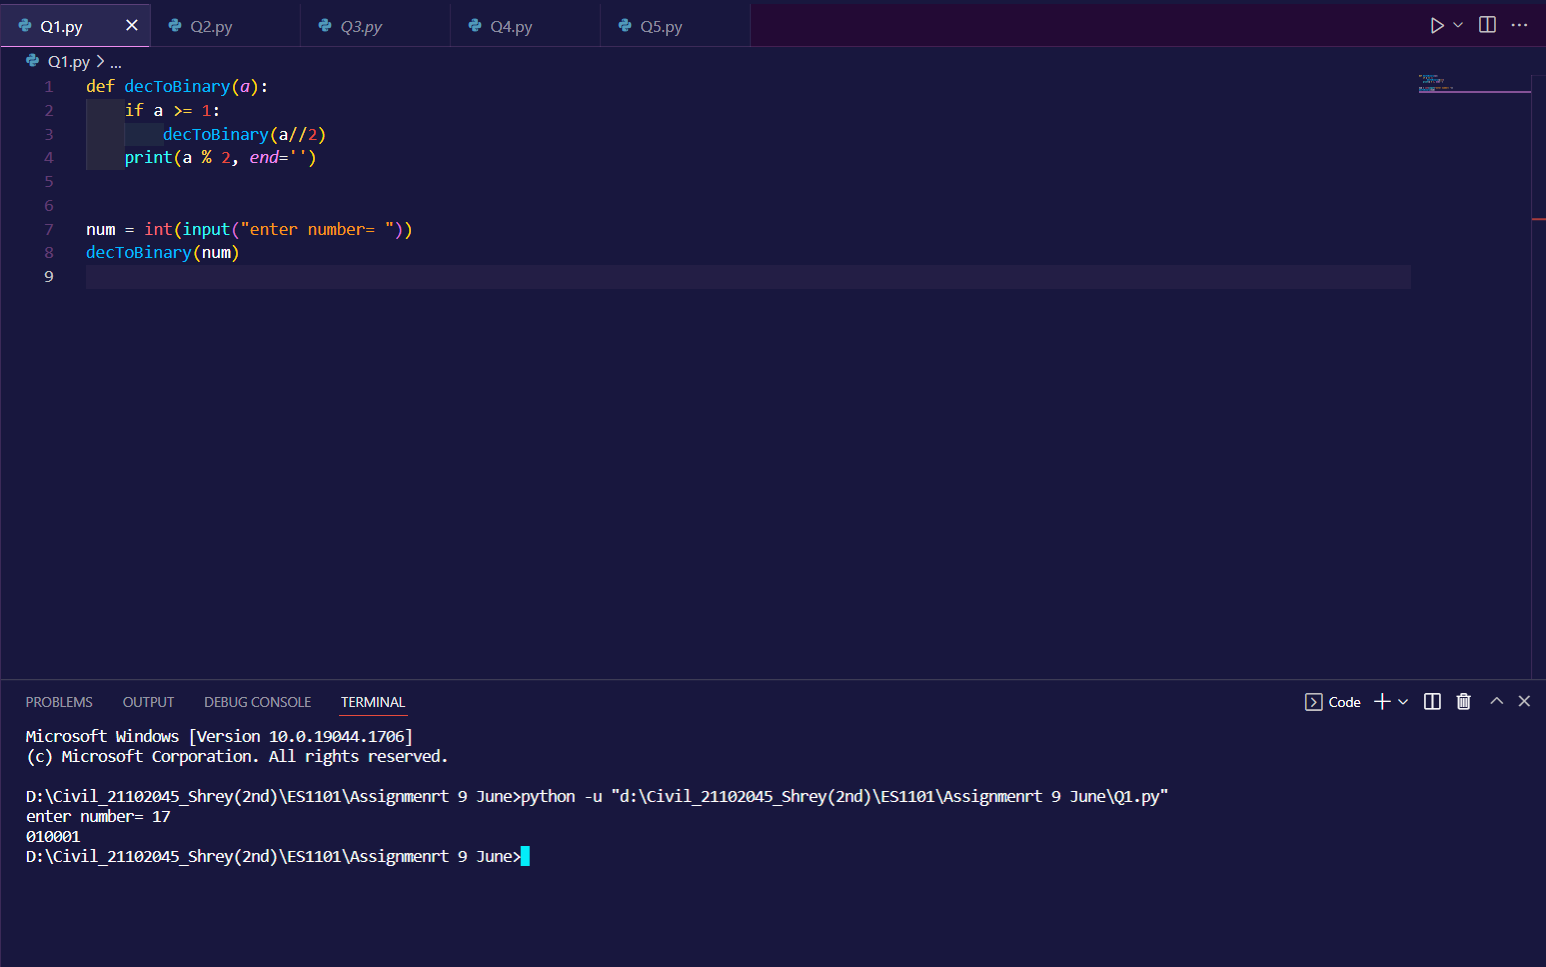 Q1.py Q2.py Q3.py Q4.py Q5.py
Q1.py > ...
1 def decToBinary(a):
2     if a >= 1:
3         decToBinary(a//2)
4     print(a % 2, end='')
5
6
7 num = int(input("enter number= "))
8 decToBinary(num)
9
PROBLEMS OUTPUT DEBUG CONSOLE TERMINAL Code
Microsoft Windows [Version 10.0.19044.1706]
(c) Microsoft Corporation. All rights reserved.
D:\Civil_21102045_Shrey(2nd)\ES1101\Assignmenrt 9 June>python -u "d:\Civil_21102045_Shrey(2nd)\ES1101\Assignmenrt 9 June\Q1.py"
enter number= 17
010001
D:\Civil_21102045_Shrey(2nd)\ES1101\Assignmenrt 9 June>